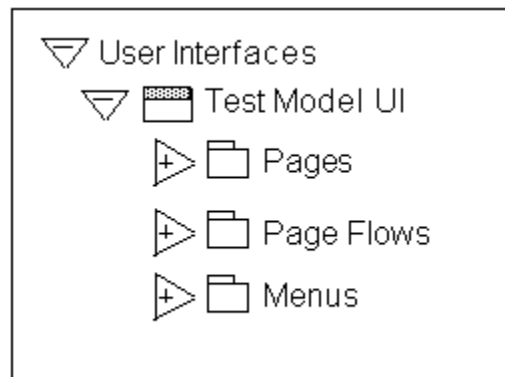 User Interfaces
Test Model UI
Pages
Page Flows
Menus